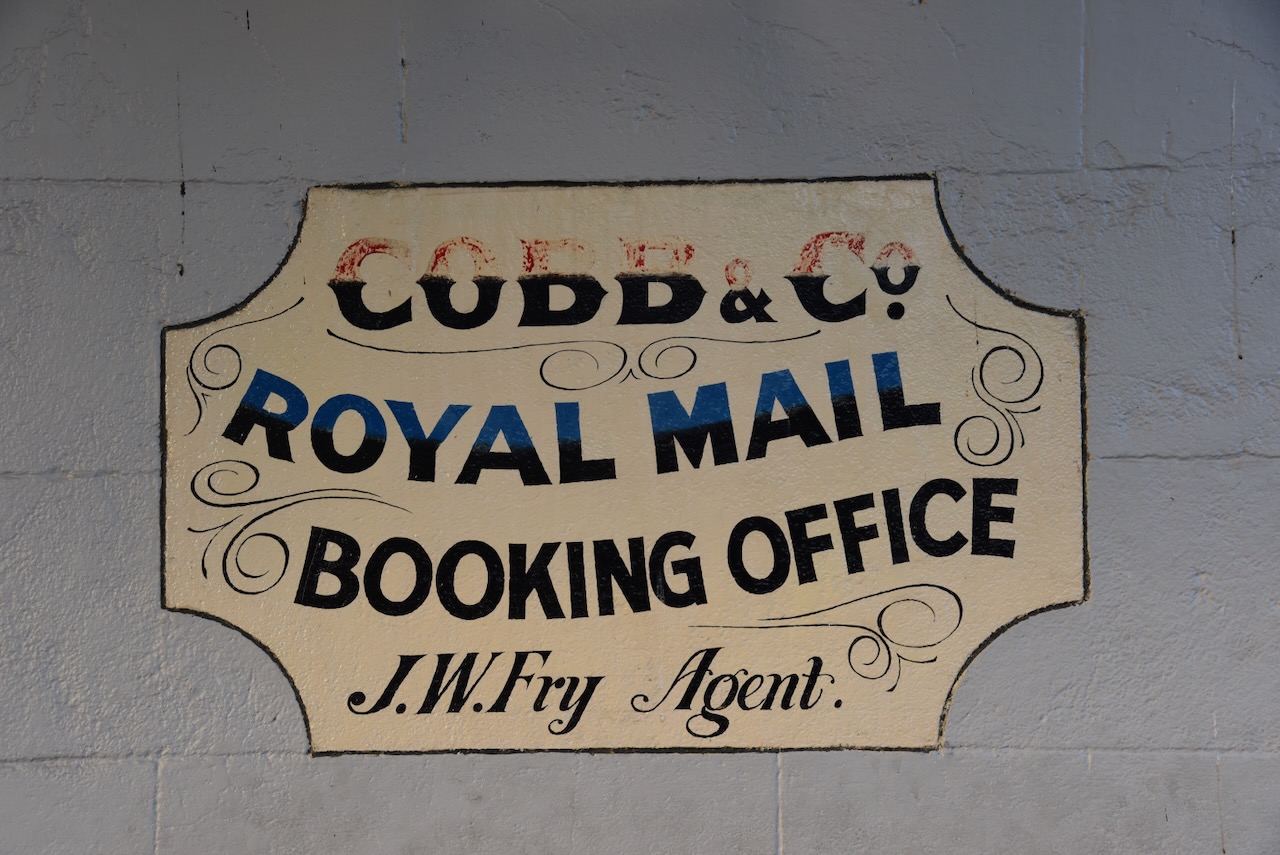 COBB & Co.
ROYAL MAIL
BOOKING OFFICE
J.W.Fry Agent.